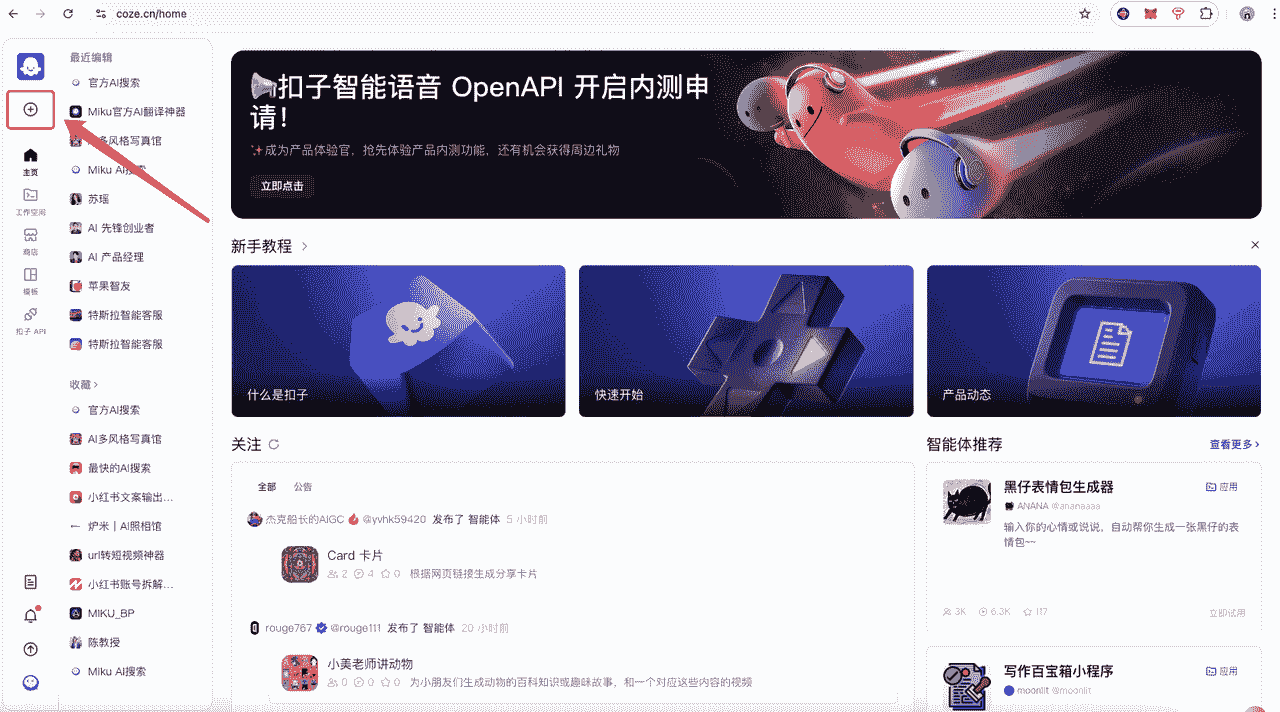 coze.cn/home
最近编辑
官方AI搜索
Miku官方AI翻译神器
多风格写真馆
Miku AI搜索
苏瑶
AI 先锋创业者
AI 产品经理
苹果智友
特斯拉智能客服
特斯拉智能客服
收藏
官方AI搜索
AI多风格写真馆
最快的AI搜索
小红书文案输出...
炉米丨AI照相馆
url转短视频神器
小红书账号拆解...
MIKU_BP
陈教授
Miku AI搜索
主页
工作空间
商店
模板
扣子 API
扣子智能语音 OpenAPI 开启内测申
请！
成为产品体验官，抢先体验产品内测功能，还有机会获得周边礼物
立即点击
新手教程
什么是扣子
快速开始
产品动态
关注
全部 公告
杰克船长的AIGC @yvhk59420 发布了 智能体 5 小时前
Card 卡片
2 4 0 根据网页链接生成分享卡片
rouge767 @rouge111 发布了 智能体 20 小时前
小美老师讲动物
0 0 0 为小朋友们生成动物的百科知识或趣味故事，和一个对应这些内容的视频
智能体推荐 查看更多
黑仔表情包生成器 应用
ANANA @ananaaaa
输入你的心情或说说，自动帮你生成一张黑仔的表
情包~~
3K 6.3K 117 立即试用
写作百宝箱小程序 应用
moonlit @moonlit